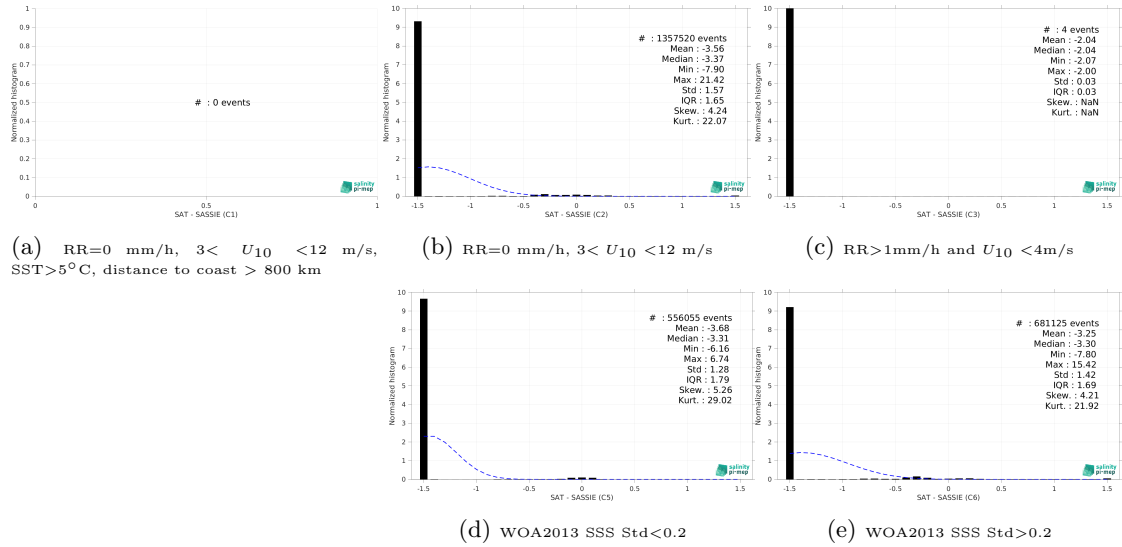 1
0.9
0.8
0.7
0.6
0.5
0.4
0.3
0.2
0.1
0
Normalized histogram
# : 0 events
salinity
pi-mep
0 0.5 1
SAT - SASSIE (C1)
(a) RR=0 mm/h, 3< U10 <12 m/s,
SST>5°C, distance to coast > 800 km
10
9
8
7
6
5
4
3
2
1
0
Normalized histogram
# : 1357520 events
Mean : -3.56
Median : -3.37
Min : -7.90
Max : 21.42
Std : 1.57
IQR : 1.65
Skew. : 4.24
Kurt. : 22.07
salinity
pi-mep
-1.5 -1 -0.5 0 0.5 1 1.5
SAT - SASSIE (C2)
(b) RR=0 mm/h, 3< U10 <12 m/s
10
9
8
7
6
5
4
3
2
1
0
Normalized histogram
# : 4 events
Mean : -2.04
Median : -2.04
Min : -2.07
Max : -2.00
Std : 0.03
IQR : 0.03
Skew. : NaN
Kurt. : NaN
salinity
pi-mep
-1.5 -1 -0.5 0 0.5 1 1.5
SAT - SASSIE (C3)
(c) RR>1mm/h and U10 <4m/s
10
9
8
7
6
5
4
3
2
1
0
Normalized histogram
# : 556055 events
Mean : -3.68
Median : -3.31
Min : -6.16
Max : 6.74
Std : 1.28
IQR : 1.79
Skew. : 5.26
Kurt. : 29.02
salinity
pi-mep
-1.5 -1 -0.5 0 0.5 1 1.5
SAT - SASSIE (C5)
(d) WOA2013 SSS Std<0.2
10
9
8
7
6
5
4
3
2
1
0
Normalized histogram
# : 681125 events
Mean : -3.25
Median : -3.30
Min : -7.80
Max : 15.42
Std : 1.42
IQR : 1.69
Skew. : 4.21
Kurt. : 21.92
salinity
pi-mep
-1.5 -1 -0.5 0 0.5 1 1.5
SAT - SASSIE (C6)
(e) WOA2013 SSS Std>0.2